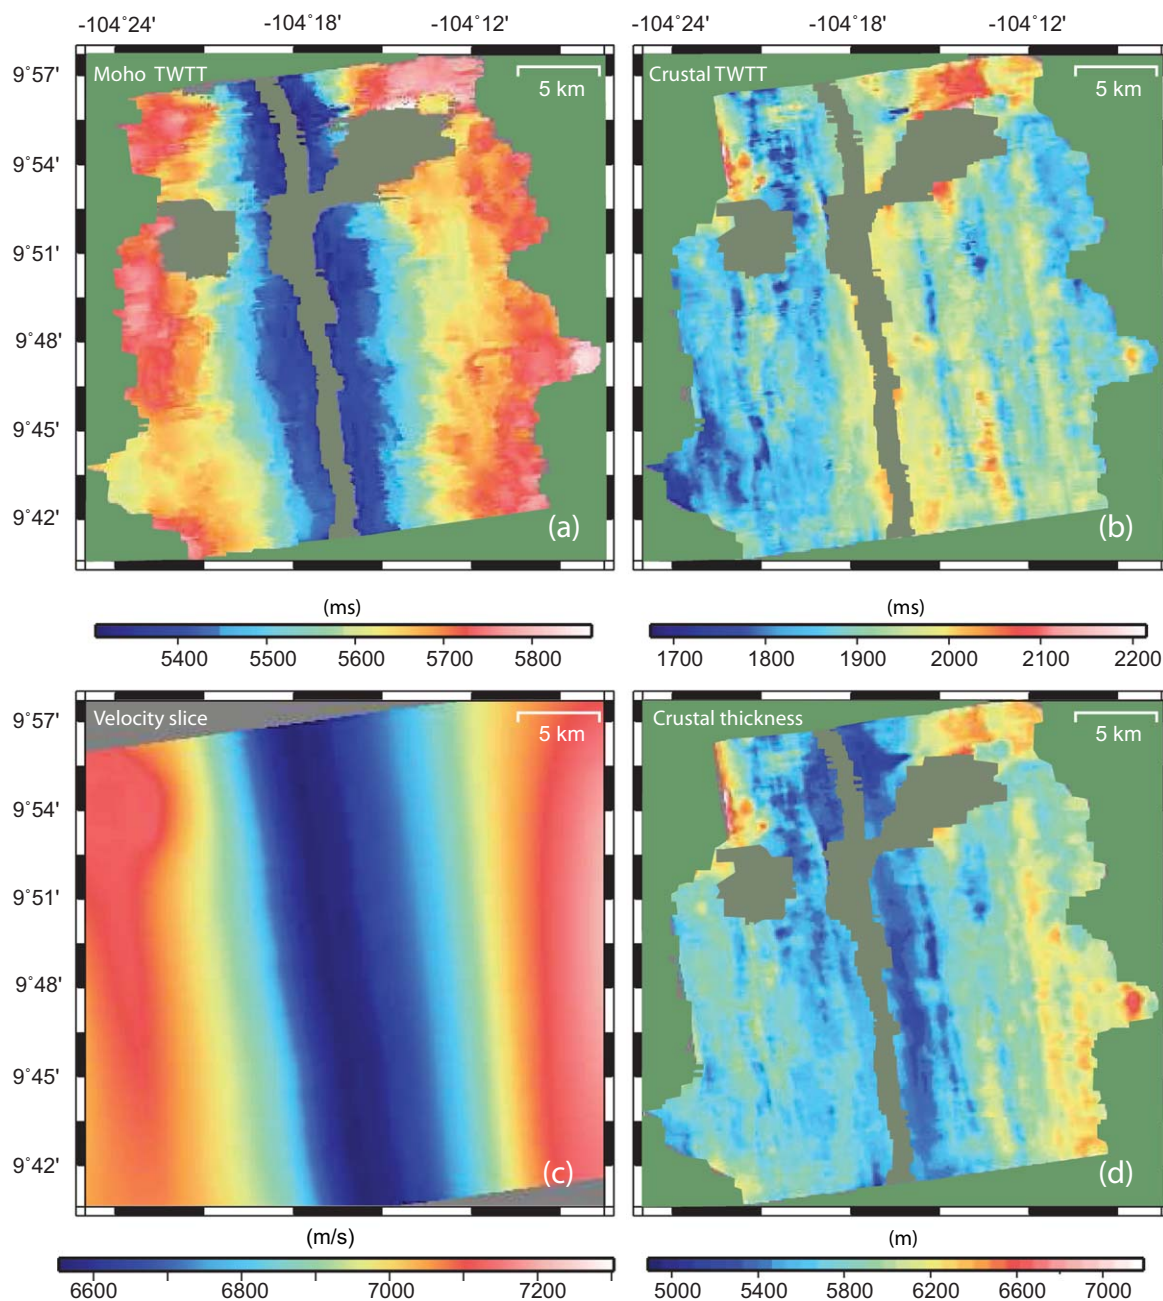 -104˚24' -104˚18' -104˚12' -104˚24' -104˚18' -104˚12'
Moho TWTT 5 km Crustal TWTT 5 km
9˚57'
9˚54'
9˚51'
9˚48'
9˚45'
9˚42'
(a) (b)
(ms) (ms)
5400 5500 5600 5700 5800 1700 1800 1900 2000 2100 2200
Velocity slice 5 km Crustal thickness 5 km
9˚57'
9˚54'
9˚51'
9˚48'
9˚45'
9˚42'
(c) (d)
(m/s) (m)
6600 6800 7000 7200 5000 5400 5800 6200 6600 7000